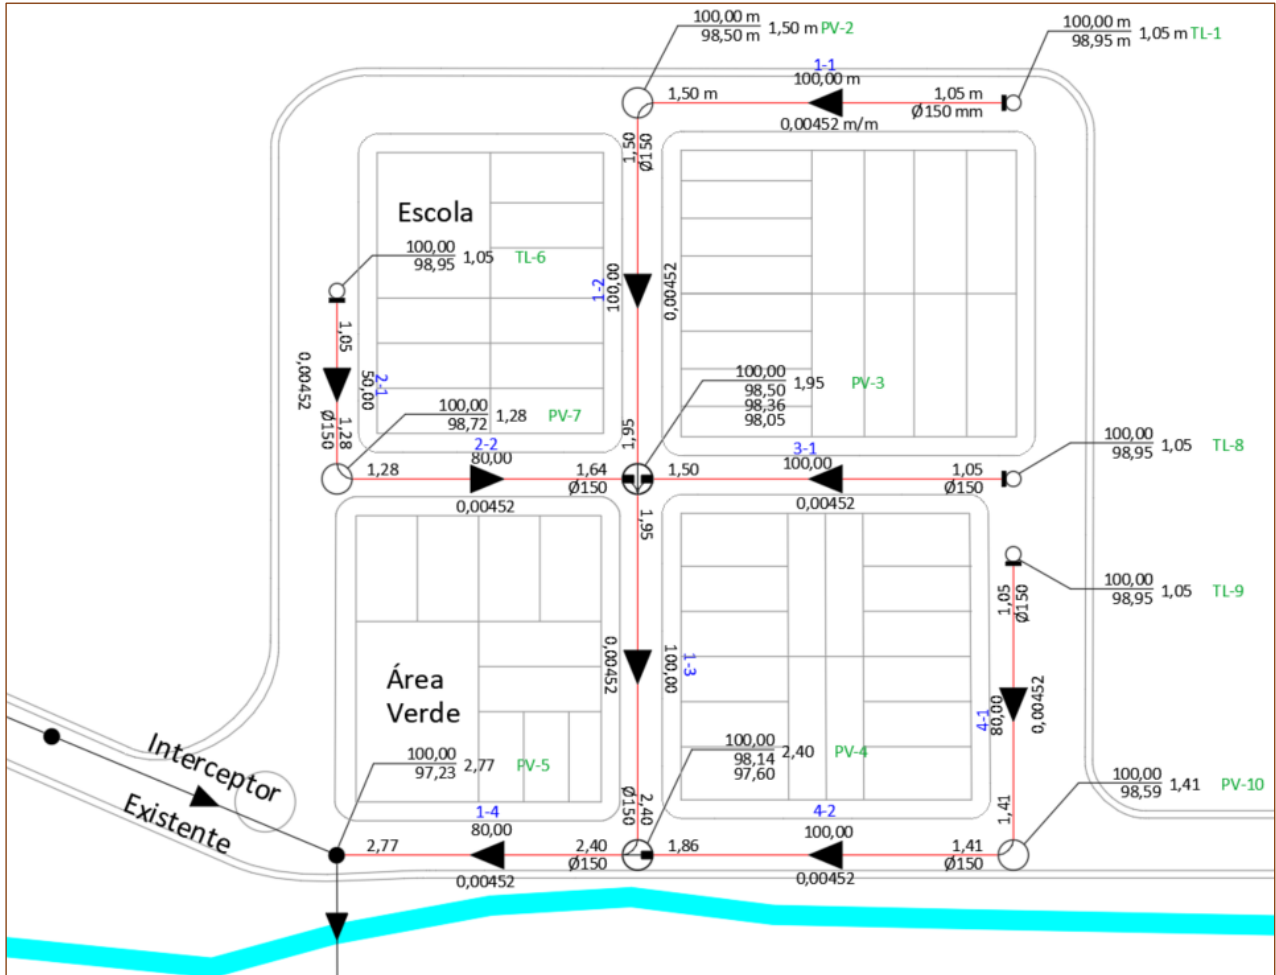 100,00 m
98,50 m
1,50 m
PV-2
100,00 m
98,95 m
1,05 m
TL-1
1-1
100,00 m
1,50 m
1,05 m
Ø150 mm
0,00452 m/m
Ø150
1,50
Escola
100,00
98,95
1,05
TL-6
1-2
100,00
0,00452
1,05
0,00452
50,00
2-1
100,00
98,50
98,36
98,05
1,95
PV-3
100,00
98,72
1,28
PV-7
1,28
Ø150
1,95
2-2
80,00
1,28
1,64
Ø150
0,00452
3-1
100,00
1,50
1,05
Ø150
0,00452
100,00
98,95
1,05
TL-8
1,95
100,00
98,95
1,05
TL-9
1,05
Ø150
0,00452
100,00
1-3
Área
Verde
4-1
80,00
0,00452
Interceptor
Existente
100,00
97,23
2,77
PV-5
100,00
98,14
97,60
2,40
PV-4
100,00
98,59
1,41
PV-10
Ø150
2,40
1,41
1-4
80,00
2,77
2,40
Ø150
0,00452
4-2
100,00
1,86
1,41
Ø150
0,00452